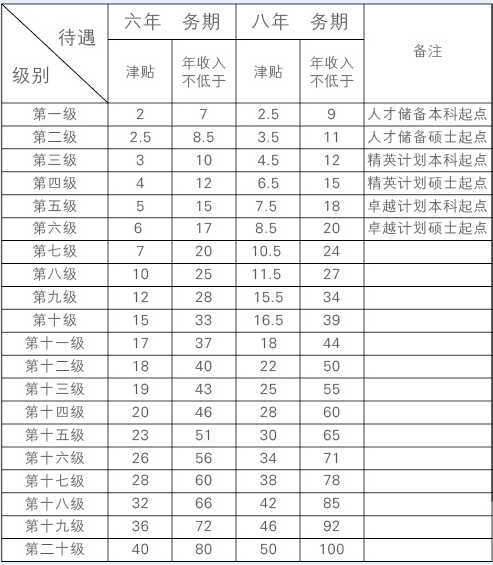 待遇
级别
六年 务期 八年 务期 备注
津贴 年收入不低于 津贴 年收入不低于
第一级 2 7 2.5 9 人才储备本科起点
第二级 2.5 8.5 3.5 11 人才储备硕士起点
第三级 3 10 4.5 12 精英计划本科起点
第四级 4 12 6.5 15 精英计划硕士起点
第五级 5 15 7.5 18 卓越计划本科起点
第六级 6 17 8.5 20 卓越计划硕士起点
第七级 7 20 10.5 24
第八级 10 25 11.5 27
第九级 12 28 15.5 34
第十级 15 33 16.5 39
第十一级 17 37 18 44
第十二级 18 40 22 50
第十三级 19 43 25 55
第十四级 20 46 28 60
第十五级 23 51 30 65
第十六级 26 56 34 71
第十七级 28 60 38 78
第十八级 32 66 42 85
第十九级 36 72 46 92
第二十级 40 80 50 100